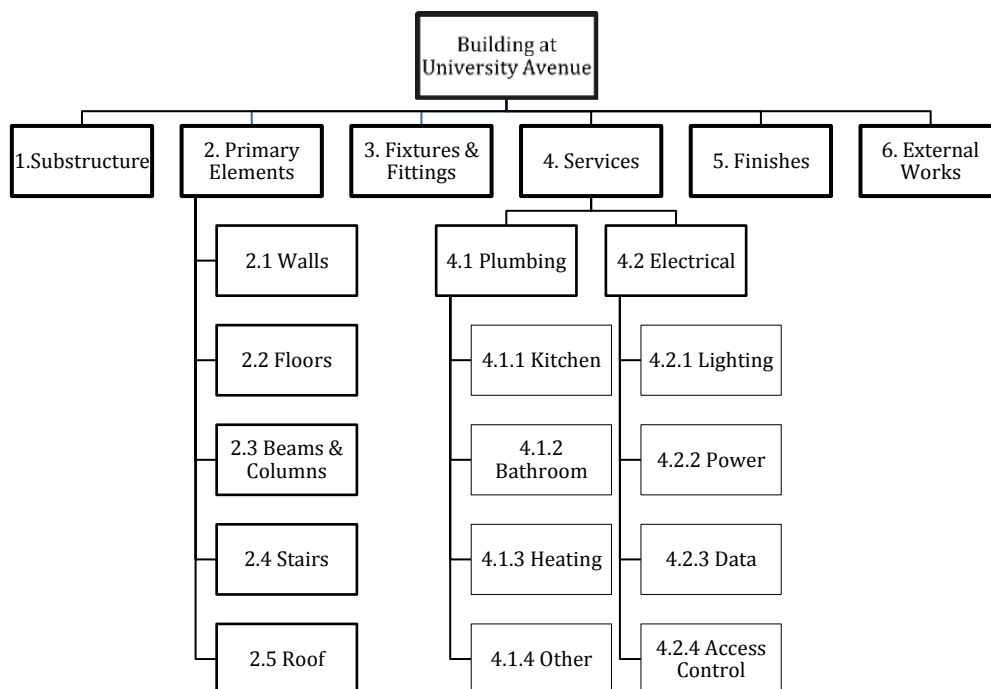 Building at
University Avenue
1.Substructure
2. Primary
Elements
3. Fixtures &
Fittings
4. Services
5. Finishes
6. External
Works
2.1 Walls
4.1 Plumbing
4.2 Electrical
2.2 Floors
4.1.1 Kitchen
4.2.1 Lighting
2.3 Beams &
Columns
4.1.2
Bathroom
4.2.2 Power
2.4 Stairs
4.1.3 Heating
4.2.3 Data
2.5 Roof
4.1.4 Other
4.2.4 Access
Control